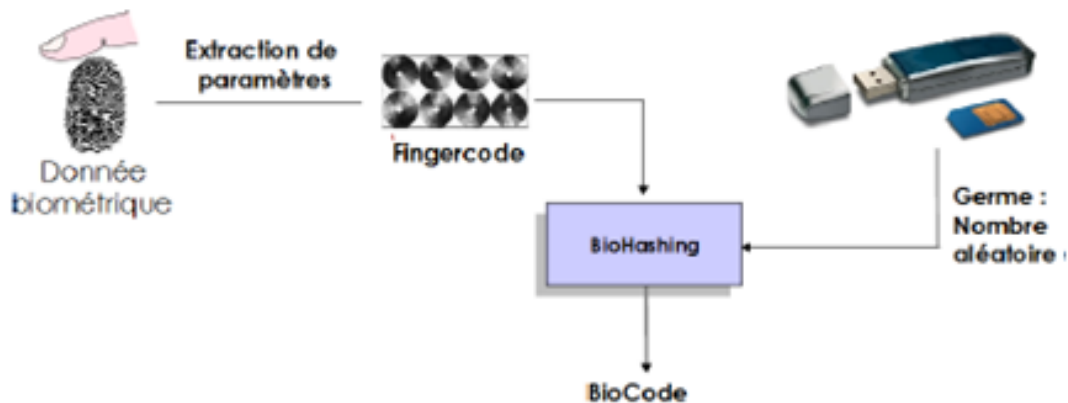 Extraction de
paramètres
Fingercode
Donnée
biométrique
Germe :
Nombre
aléatoire
BioHashing
BioCode